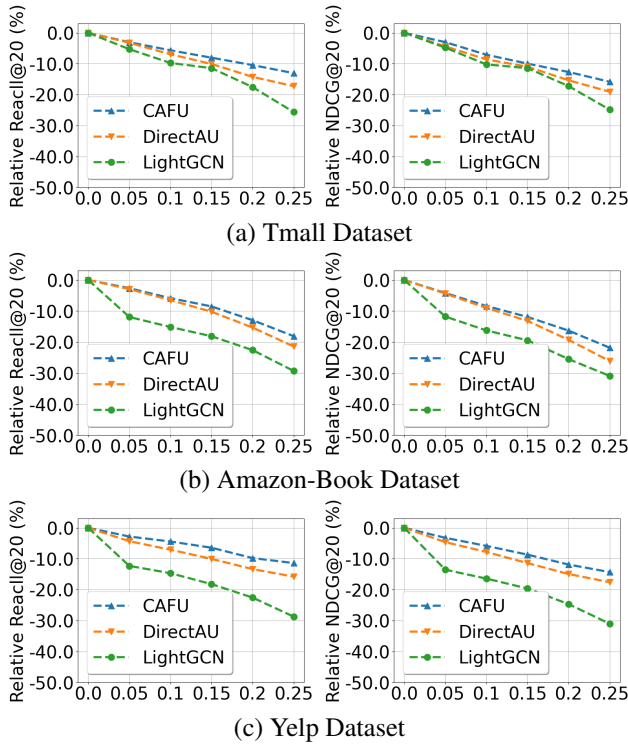 Relative Reacll@20 (%)
0.0
-10.0
-20.0
-30.0
-40.0
-50.0
CAFU
DirectAU
LightGCN
0.0 0.05 0.1 0.15 0.2 0.25
Relative NDCG@20 (%)
0.0
-10.0
-20.0
-30.0
-40.0
-50.0
CAFU
DirectAU
LightGCN
0.0 0.05 0.1 0.15 0.2 0.25
(a) Tmall Dataset
Relative Reacll@20 (%)
0.0
-10.0
-20.0
-30.0
-40.0
-50.0
CAFU
DirectAU
LightGCN
0.0 0.05 0.1 0.15 0.2 0.25
Relative NDCG@20 (%)
0.0
-10.0
-20.0
-30.0
-40.0
-50.0
CAFU
DirectAU
LightGCN
0.0 0.05 0.1 0.15 0.2 0.25
(b) Amazon-Book Dataset
Relative Reacll@20 (%)
0.0
-10.0
-20.0
-30.0
-40.0
-50.0
CAFU
DirectAU
LightGCN
0.0 0.05 0.1 0.15 0.2 0.25
Relative NDCG@20 (%)
0.0
-10.0
-20.0
-30.0
-40.0
-50.0
CAFU
DirectAU
LightGCN
0.0 0.05 0.1 0.15 0.2 0.25
(c) Yelp Dataset